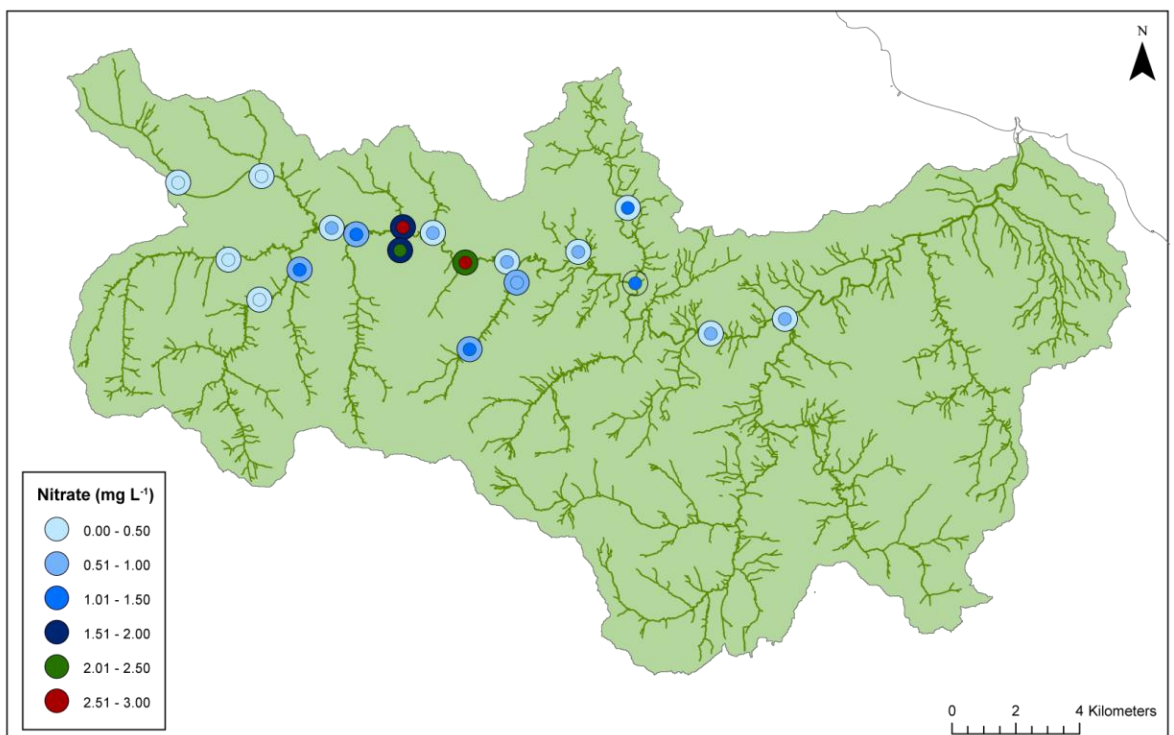 N
Nitrate (mg L⁻¹)
0.00 - 0.50
0.51 - 1.00
1.01 - 1.50
1.51 - 2.00
2.01 - 2.50
2.51 - 3.00
0 2 4 Kilometers